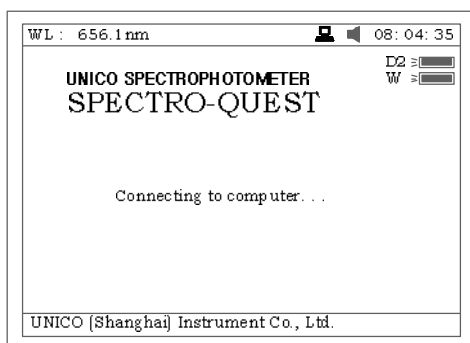 WL: 656.1nm 08:04:35
D2
UNICO SPECTROPHOTOMETER W
SPECTRO-QUEST
Connecting to computer...
UNICO (Shanghai) Instrument Co., Ltd.